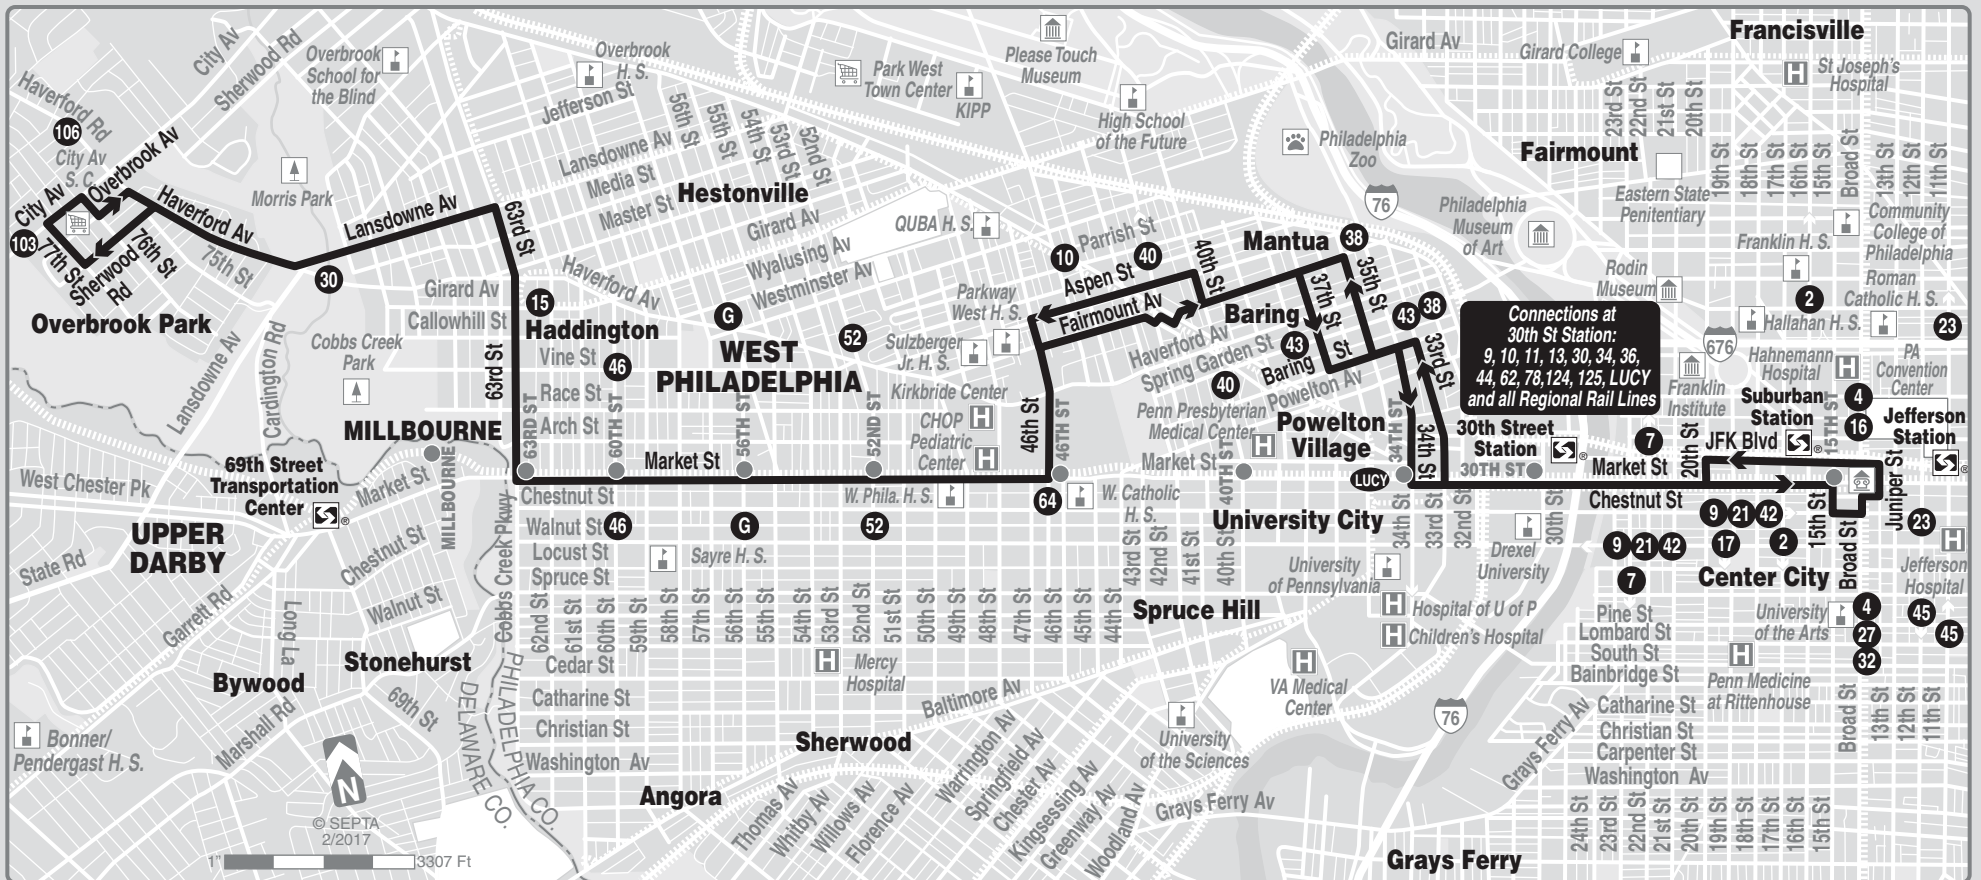 City Av
Sherwood Rd
Haverford Rd
106
City Av
S. C.
Overbrook Av
City Av
103
77th St
Sherwood
Rd
76th St
75th St
Haverford Av
Overbrook Park
Overbrook
School for
the Blind
Morris Park
Lansdowne Av
30
63rd St
Overbrook
H. S.
Jefferson St
Lansdowne Av
Media St
Master St
56th St
55th St
54th St
53rd St
52nd St
Hestonville
Girard Av
Wyalusing Av
Westminster Av
Haverford Av
Park West
Town Center
KIPP
Please Touch
Museum
High School
of the Future
Philadelphia
Zoo
76
QUBA H. S.
Girard Av
Girard College
Francisville
St Joseph's
Hospital
23rd St
22nd St
21st St
20th St
Fairmount
Eastern State
Penitentiary
19th St
18th St
17th St
16th St
15th St
Broad St
13th St
12th St
11th St
Philadelphia
Museum
of Art
Rodin
Museum
Franklin H. S.
Community
College of
Philadelphia
Roman
Catholic H. S.
2
Hallahan H. S.
23
676
Hahnemann
Hospital
PA
Convention
Center
Franklin
Institute
Suburban
Station
15TH ST
4
16
Jefferson
Station
Girard Av
Callowhill St
15
Haddington
Vine St
46
Race St
Arch St
63rd St
63RD ST
60TH ST
G
WEST
PHILADELPHIA
52
56TH ST
52ND ST
Market St
Parkway
West H. S.
Sulzberger
Jr. H. S.
Kirkbride Center
CHOP
Pediatric
Center
10
Parrish St
40
Aspen St
Fairmount Av
40th St
Mantua
38
37th St
35th St
Baring
43
Baring
St
43
38
33rd St
Haverford Av
Spring Garden St
40
Powelton Av
Penn Presbyterian
Medical Center
Powelton
Village
34TH ST
34th St
46th St
46TH ST
Market St
40TH ST
LUCY
Connections at
30th St Station:
9, 10, 11, 13, 30, 34, 36,
44, 62, 78,124, 125, LUCY
and all Regional Rail Lines
30th Street
Station
30TH ST
7
Market St
20th St
JFK Blvd
Chestnut St
Juniper St
15th St
Broad St
9
21
42
17
2
23
9
21
42
7
Center City
Jefferson
Hospital
45
45
University
of the Arts
4
27
32
Cobbs Creek
Park
Lansdowne Av
Cardington Rd
MILLBOURNE
MILLBOURNE
69th Street
Transportation
Center
West Chester Pk
Market St
UPPER
DARBY
State Rd
Garrett Rd
Long La
Chestnut St
Walnut St
Cobbs Creek Pkwy
Stonehurst
Bywood
69th St
Marshall Rd
Bonner/
Pendergast H. S.
N
© SEPTA
2/2017
1"
3307 Ft
DELAWARE CO.
PHILADELPHIA CO.
Chestnut St
Walnut St
46
Locust St
Spruce St
G
Sayre H. S.
52
W. Phila. H. S.
64
W. Catholic
H. S.
University City
62nd St
61st St
60th St
59th St
58th St
57th St
56th St
55th St
54th St
53rd St
52nd St
51st St
50th St
49th St
48th St
47th St
46th St
45th St
44th St
43rd St
42nd St
41st St
40th St
Spruce Hill
34th St
33rd St
32nd St
30th St
Drexel
University
University
of Pennsylvania
Hospital of U of P
Children's Hospital
VA Medical
Center
76
Cedar St
Catharine St
Christian St
Washington Av
Mercy
Hospital
Baltimore Av
Sherwood
Angora
Thomas Av
Whitby Av
Willows Av
Florence Av
Warrington Av
Springfield Av
Chester Av
Kingsessing Av
Greenway Av
Woodland Av
University
of the Sciences
Grays Ferry Av
Grays Ferry Av
Grays Ferry
Pine St
Lombard St
South St
Bainbridge St
Catharine St
Christian St
Carpenter St
Washington Av
Penn Medicine
at Rittenhouse
24th St
23rd St
22nd St
21st St
20th St
19th St
18th St
17th St
16th St
15th St
Broad St
13th St
12th St
11th St